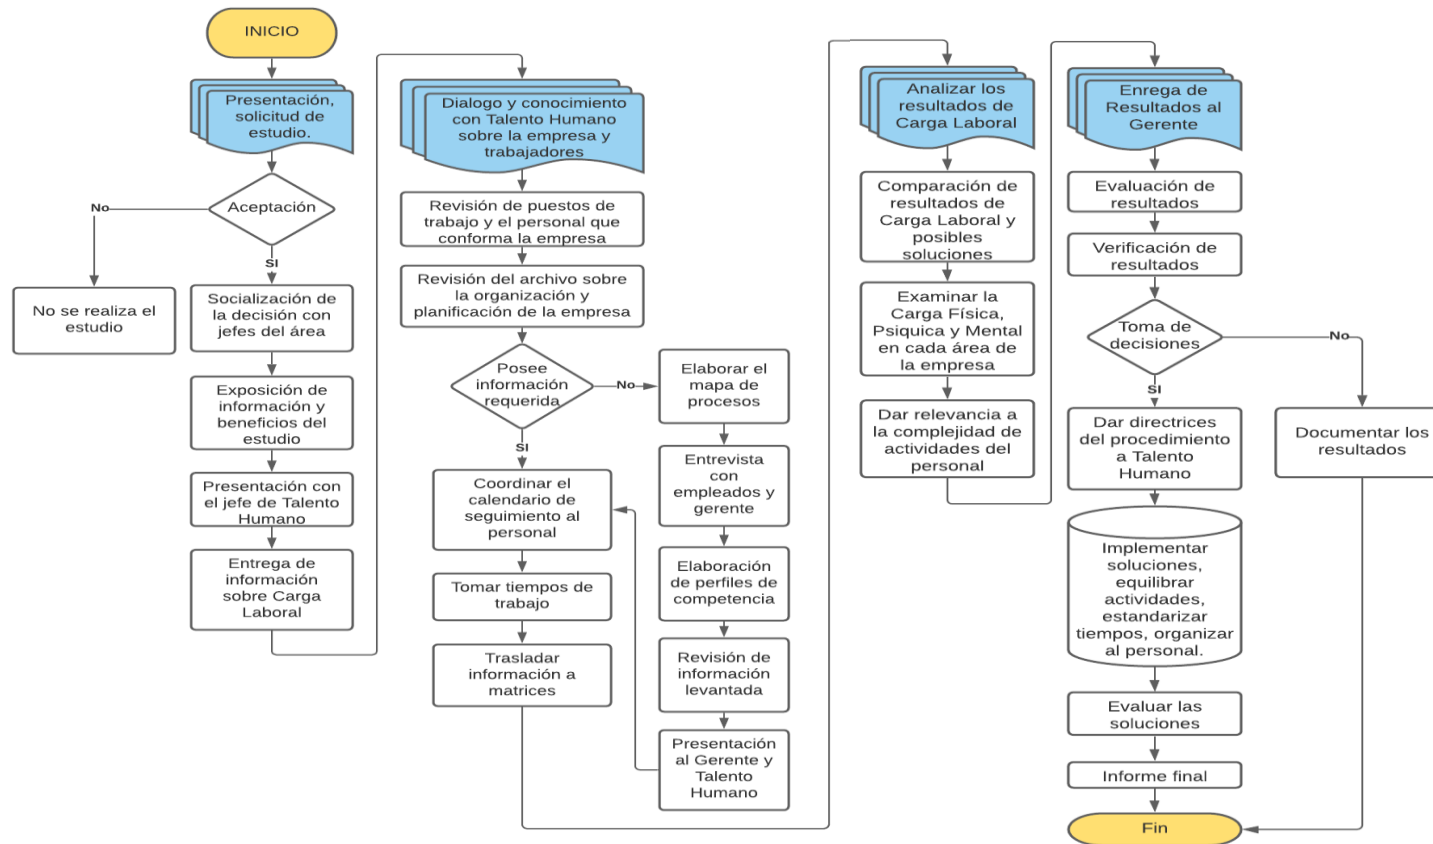 INICIO
Presentación,
solicitud de
estudio.
Aceptación
No
SI
No se realiza el
estudio
Socialización de
la decisión con
jefes del área
Exposición de
información y
beneficios del
estudio
Presentación con
el jefe de Talento
Humano
Entrega de
información
sobre Carga
Laboral
Dialogo y conocimiento
con Talento Humano
sobre la empresa y
trabajadores
Revisión de puestos de
trabajo y el personal que
conforma la empresa
Revisión del archivo sobre
la organización y
planificación de la empresa
Posee
información
requerida
No
SI
Elaborar el
mapa de
procesos
Entrevista
con
empleados y
gerente
Elaboración
de perfiles de
competencia
Revisión de
información
levantada
Presentación
al Gerente y
Talento
Humano
Coordinar el
calendario de
seguimiento al
personal
Tomar tiempos de
trabajo
Trasladar
información a
matrices
Analizar los
resultados de
Carga Laboral
Comparación de
resultados de
Carga Laboral y
posibles
soluciones
Examinar la
Carga Física,
Psiquica y Mental
en cada área de
la empresa
Dar relevancia a
la complejidad de
actividades del
personal
Enrega de
Resultados al
Gerente
Evaluación de
resultados
Verificación de
resultados
Toma de
decisiones
No
SI
Documentar los
resultados
Dar directrices
del procedimiento
a Talento
Humano
Implementar
soluciones,
equilibrar
actividades,
estandarizar
tiempos, organizar
al personal.
Evaluar las
soluciones
Informe final
Fin